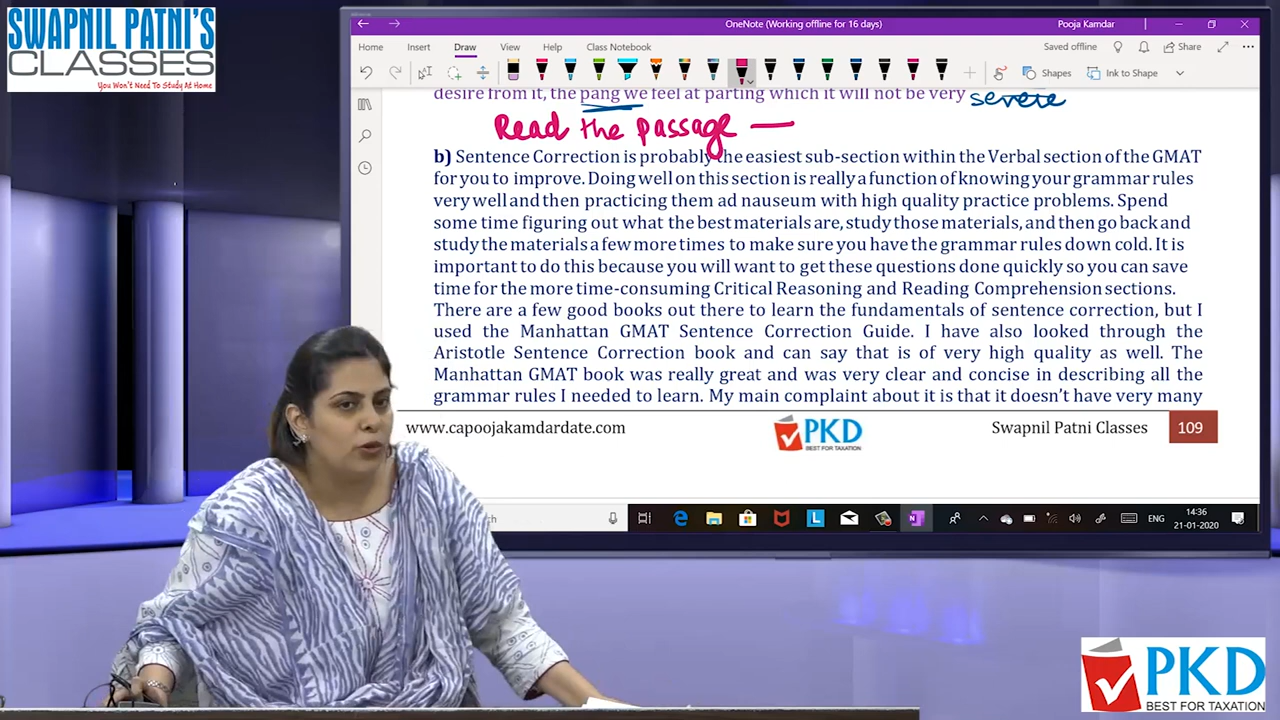 SWAPNIL PATNI'S
CLASSES
You Won't Need To Study At Home
OneNote (Working offline for 16 days)
Pooja Kamdar
Home Insert Draw View Help Class Notebook
Saved offline
Share
Shapes
Ink to Shape
desire from it, the pang we feel at parting which it will not be very severe
Read the passage —
b) Sentence Correction is probably the easiest sub-section within the Verbal section of the GMAT
for you to improve. Doing well on this section is really a function of knowing your grammar rules
very well and then practicing them ad nauseum with high quality practice problems. Spend
some time figuring out what the best materials are, study those materials, and then go back and
study the materials a few more times to make sure you have the grammar rules down cold. It is
important to do this because you will want to get these questions done quickly so you can save
time for the more time-consuming Critical Reasoning and Reading Comprehension sections.
There are a few good books out there to learn the fundamentals of sentence correction, but I
used the Manhattan GMAT Sentence Correction Guide. I have also looked through the
Aristotle Sentence Correction book and can say that is of very high quality as well. The
Manhattan GMAT book was really great and was very clear and concise in describing all the
grammar rules I needed to learn. My main complaint about it is that it doesn't have very many
www.capoojakamdardate.com
PKD
BEST FOR TAXATION
Swapnil Patni Classes
109
ch
ENG
14:36
21-01-2020
PKD
BEST FOR TAXATION